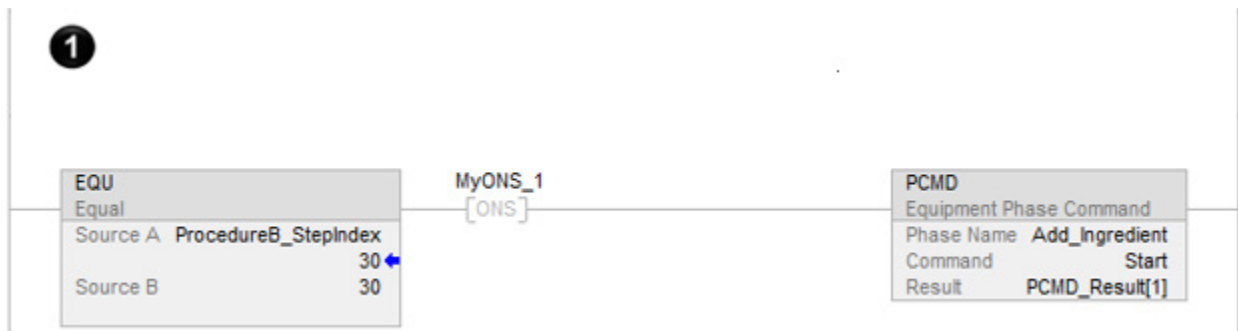 1
EQU
Equal
Source A ProcedureB_StepIndex
30
Source B 30
MyONS_1
[ONS]
PCMD
Equipment Phase Command
Phase Name Add_Ingredient
Command Start
Result PCMD_Result[1]